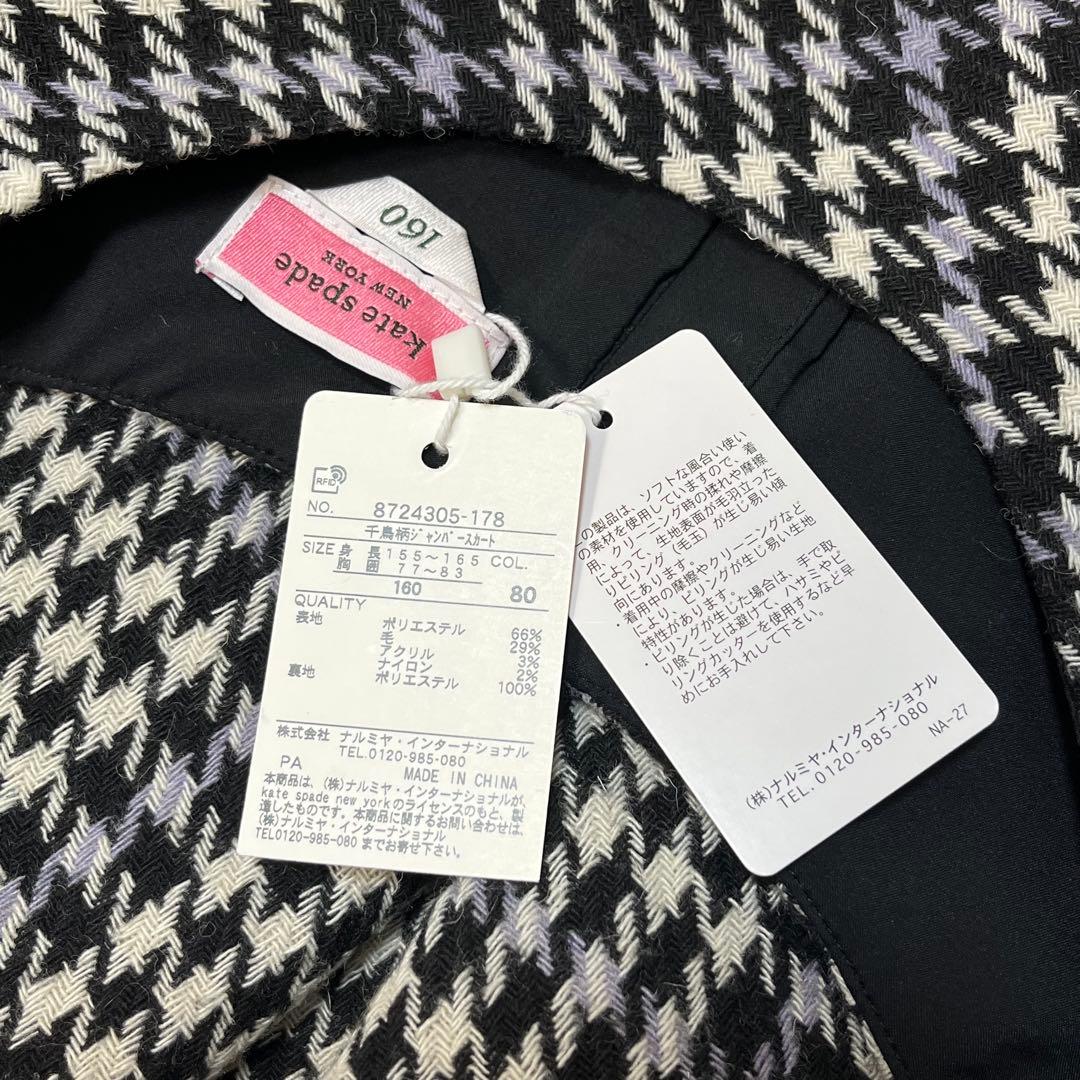 160
kate spade
NEW YORK
RFID
NO. 8724305-178
千鳥柄ジャンパースカート
SIZE 身長 155~165 COL.
胸囲 77~83
160 80
QUALITY
表地 ポリエステル 66%
毛 29%
アクリル 3%
ナイロン 2%
裏地 ポリエステル 100%
株式会社 ナルミヤ・インターナショナル
TEL.0120-985-080
PA MADE IN CHINA
本商品は、(株)ナルミヤ・インターナショナルが、
kate spade new yorkのライセンスのもと、製
造したものです。本商品に関するお問い合わせは、
(株)ナルミヤ・インターナショナル
TEL0120-985-080 までお寄せ下さい。
の製品は、ソフトな風合い使い
の素材を使用していますので、着
用、クリーニング時の揉れや摩擦
によって、生地表面が毛羽立った
りピリング(毛玉)が生じ易い傾
向にあります。
・着用中の摩擦やクリーニングなど
により、ピリングが生じ易い生地
特性があります。
・ピリングが生じた場合は、手で取
り除くことは避けて、ハサミやピ
リングカッターを使用するなど早
めにお手入れして下さい。
(株)ナルミヤ・インターナショナル
TEL.0120-985-080
NA-27